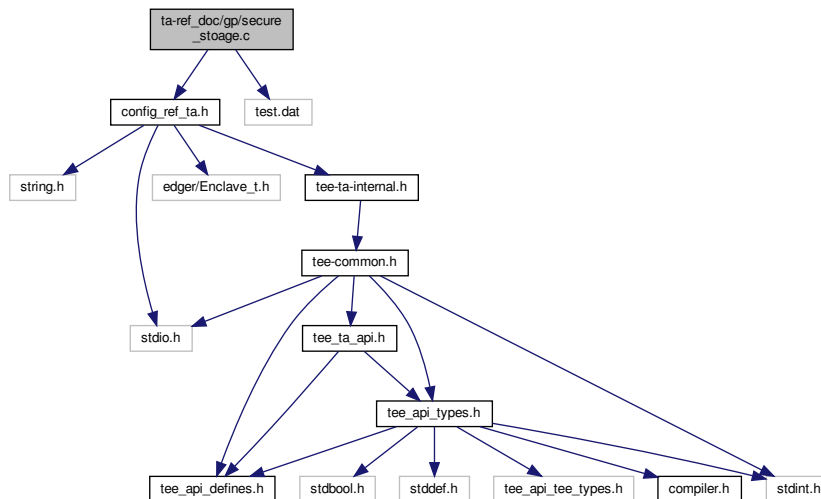 ta-ref_doc/gp/secure
_stoage.c
config_ref_ta.h
test.dat
string.h
edger/Enclave_t.h
tee-ta-internal.h
tee-common.h
stdio.h
tee_ta_api.h
tee_api_types.h
tee_api_defines.h
stdbool.h
stddef.h
tee_api_tee_types.h
compiler.h
stdint.h